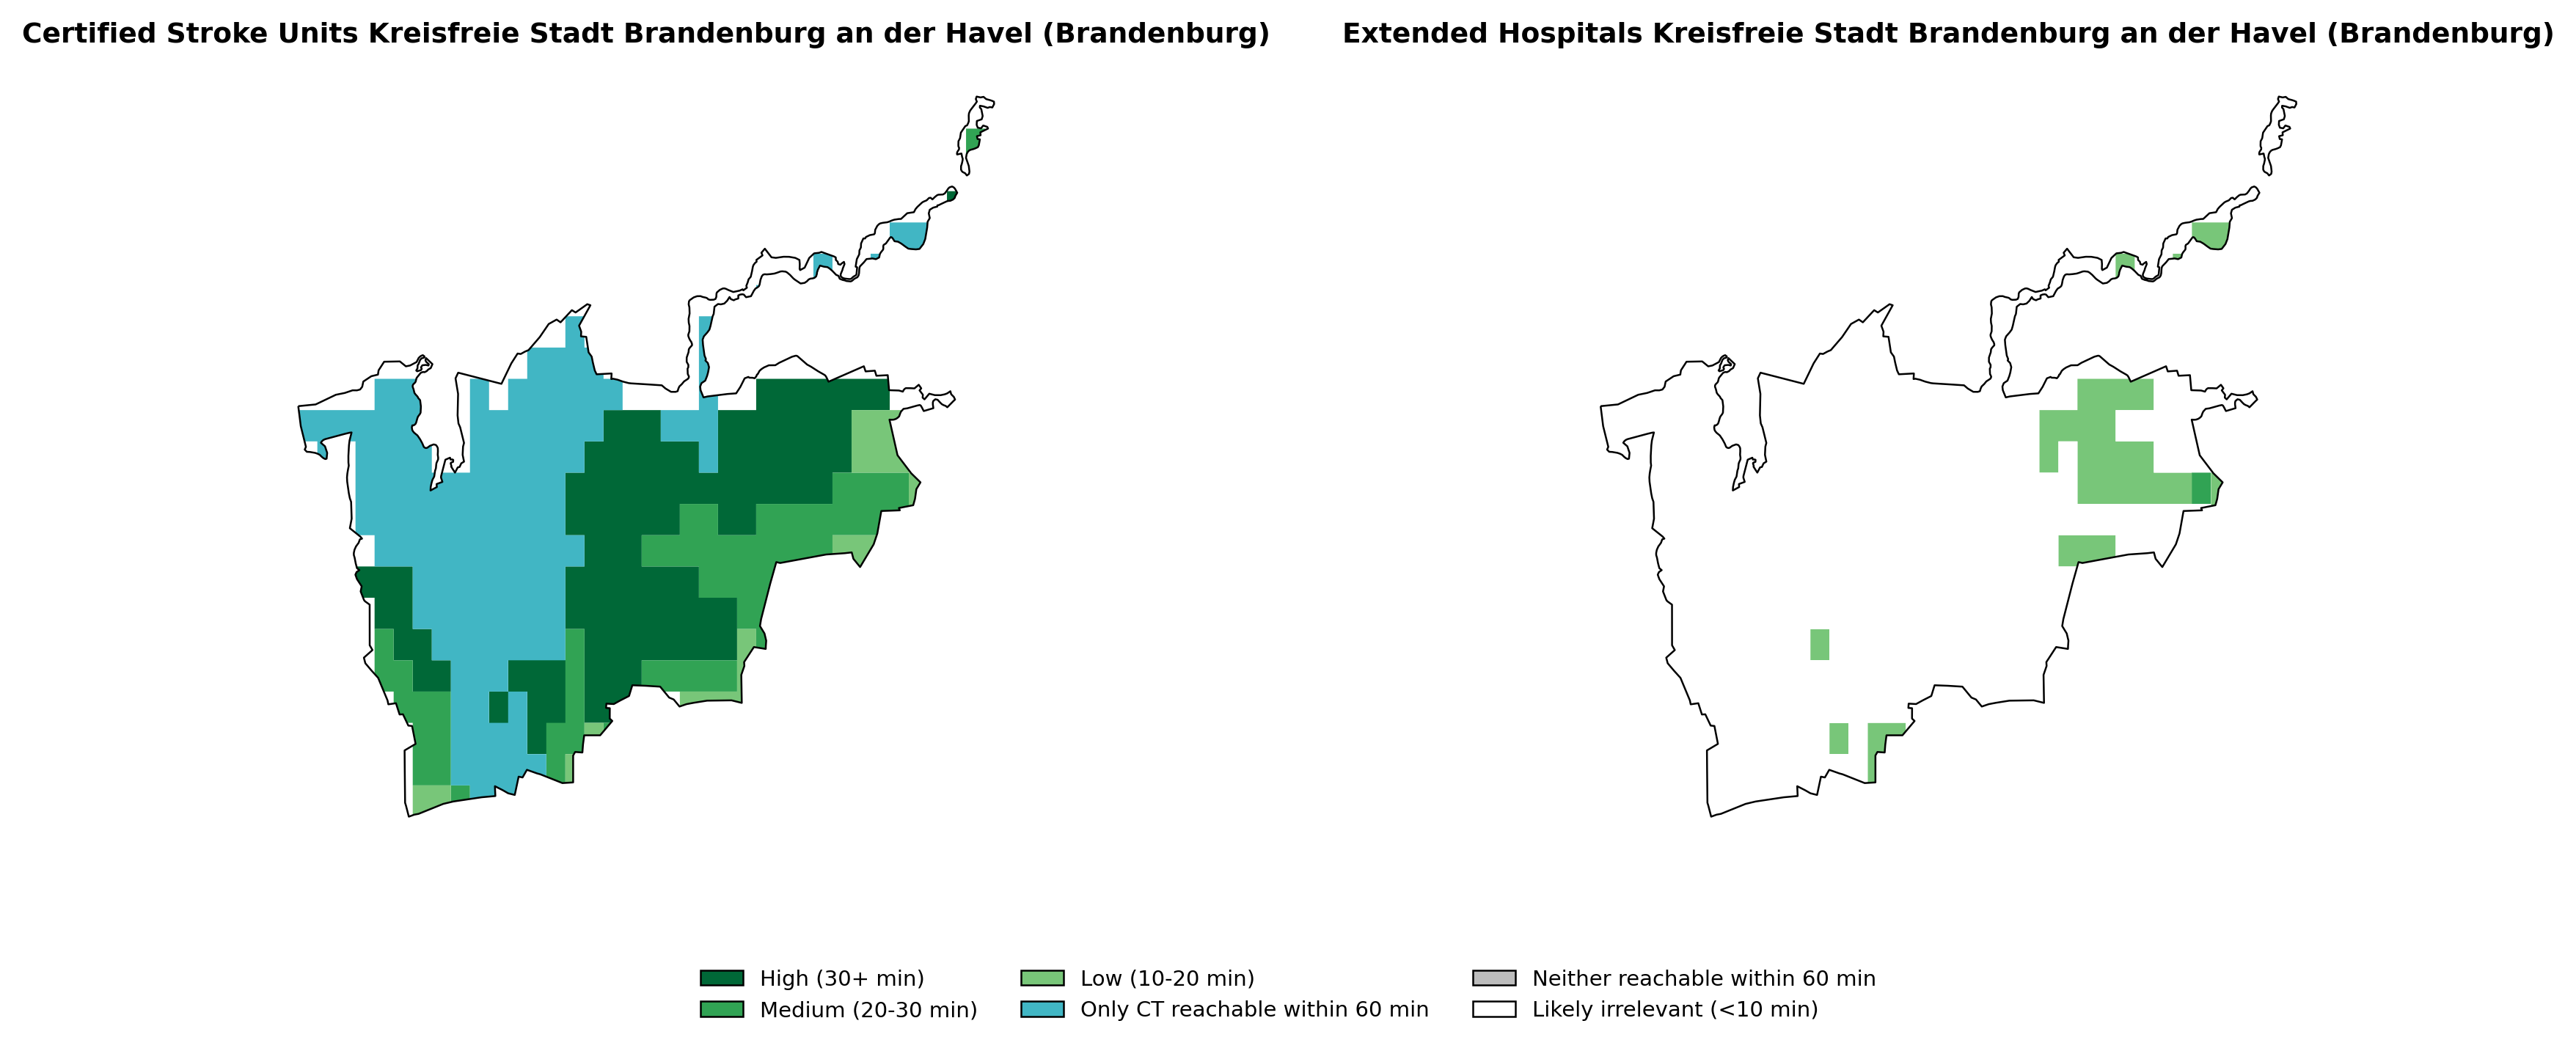 Certified Stroke Units Kreisfreie Stadt Brandenburg an der Havel (Brandenburg)
Extended Hospitals Kreisfreie Stadt Brandenburg an der Havel (Brandenburg)
High (30+ min)
Medium (20-30 min)
Low (10-20 min)
Only CT reachable within 60 min
Neither reachable within 60 min
Likely irrelevant (<10 min)